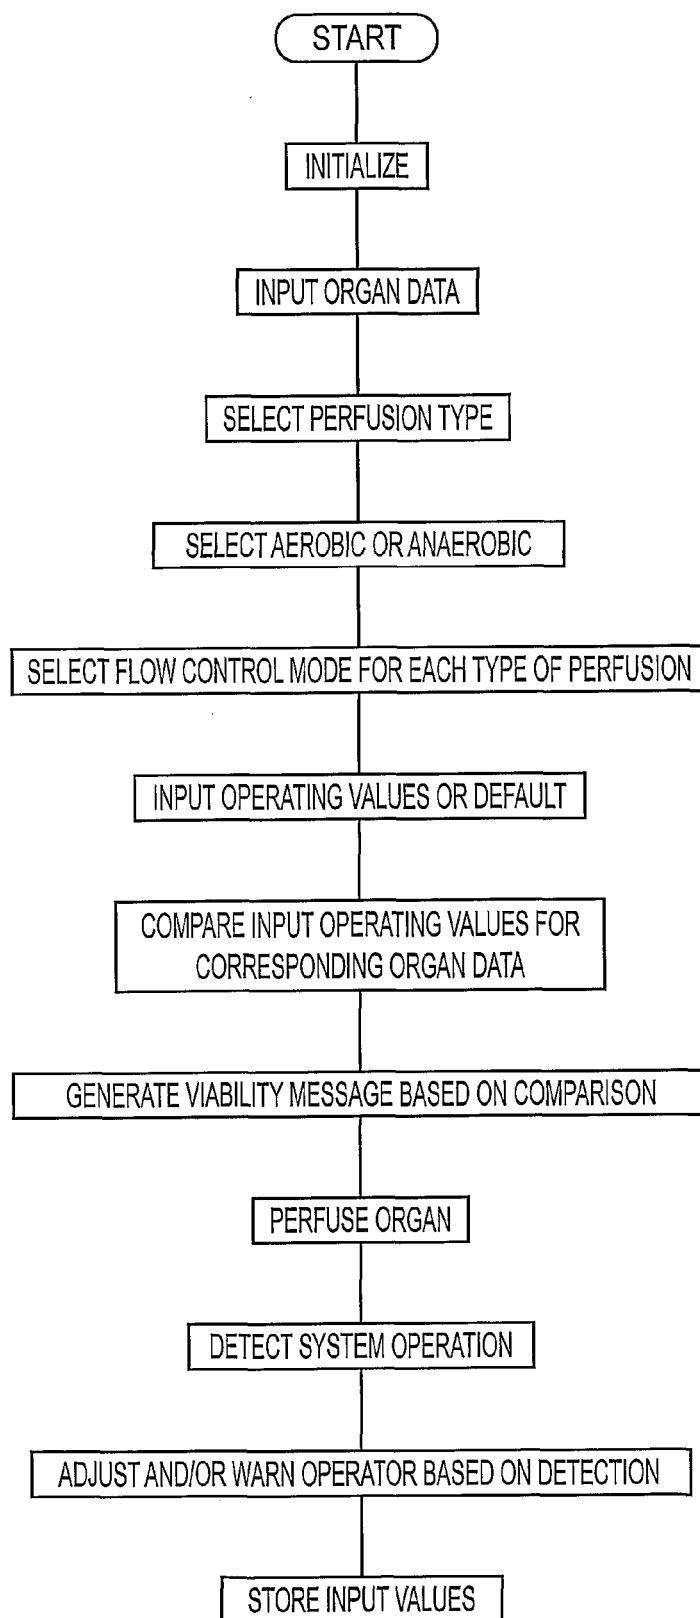 START
INITIALIZE
INPUT ORGAN DATA
SELECT PERFUSION TYPE
SELECT AEROBIC OR ANAEROBIC
SELECT FLOW CONTROL MODE FOR EACH TYPE OF PERFUSION
INPUT OPERATING VALUES OR DEFAULT
COMPARE INPUT OPERATING VALUES FOR
CORRESPONDING ORGAN DATA
GENERATE VIABILITY MESSAGE BASED ON COMPARISON
PERFUSE ORGAN
DETECT SYSTEM OPERATION
ADJUST AND/OR WARN OPERATOR BASED ON DETECTION
STORE INPUT VALUES